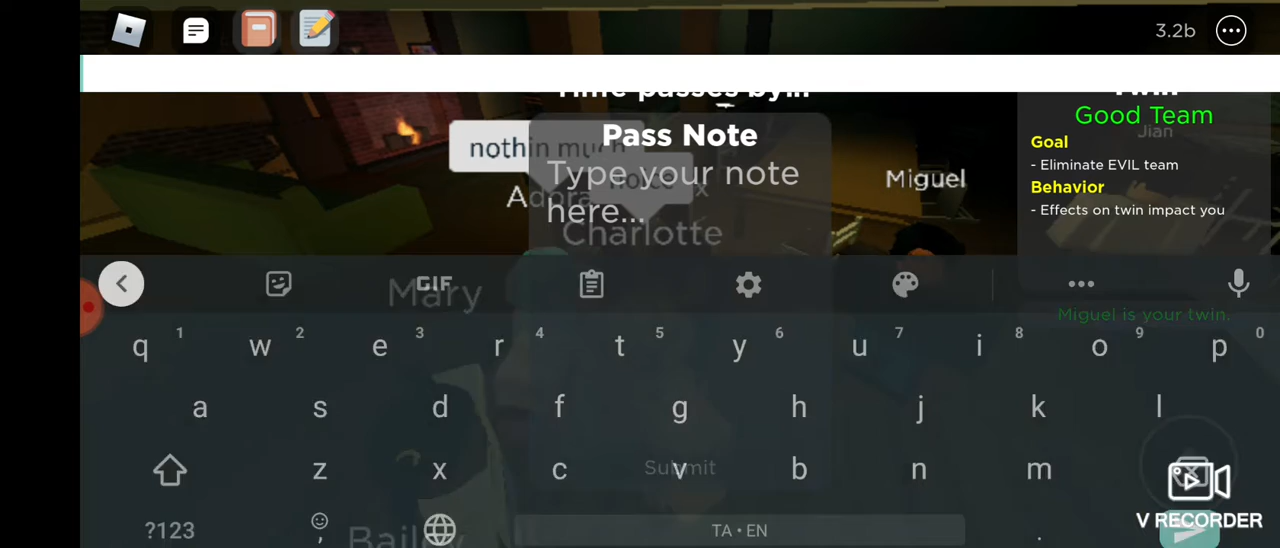 3.2b
Time passes by...
Twin
Good Team
Jian
Goal
- Eliminate EVIL team
Behavior
- Effects on twin impact you
Miguel is your twin.
nothin much
Pass Note
Type your note
here...
Charlotte
Miguel
Mary
GIF
1 2 3 4 5 6 7 8 9 0
q w e r t y u i o p
a s d f g h j k l
z x c v b n m
Submit
?123 , TA • EN .
Bailey
V RECORDER